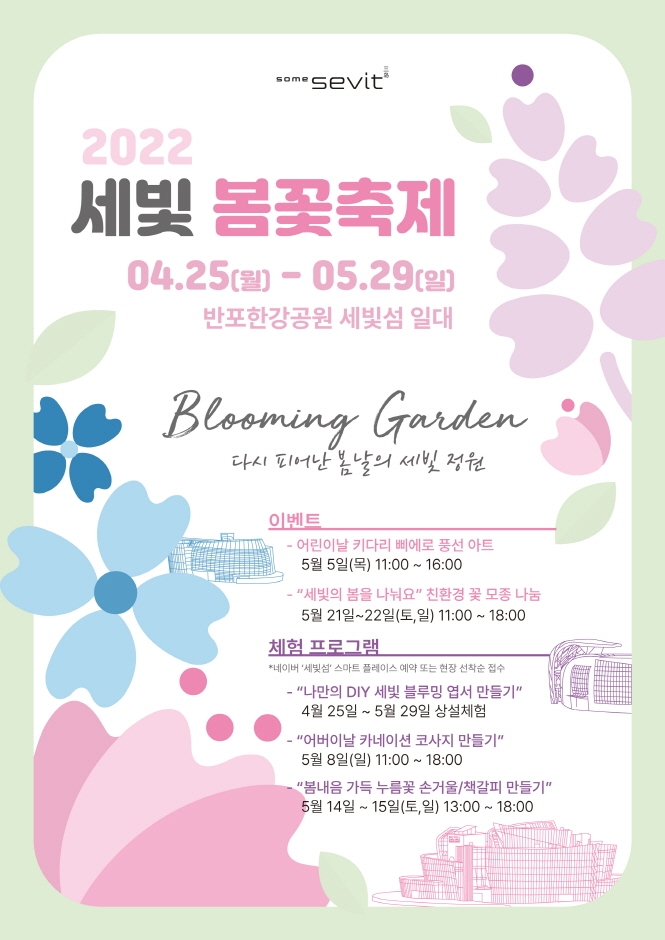 some sevit
2022
세빛 봄꽃축제
04.25(월) - 05.29(일)
반포한강공원 세빛섬 일대
Blooming Garden
다시 피어난 봄날의 세빛 정원
이벤트
- 어린이날 키다리 삐에로 풍선 아트
5월 5일(목) 11:00 ~ 16:00
- “세빛의 봄을 나눠요” 친환경 꽃 모종 나눔
5월 21일~22일(토,일) 11:00 ~ 18:00
체험 프로그램
*네이버 ‘세빛섬’ 스마트 플레이스 예약 또는 현장 선착순 접수
- “나만의 DIY 세빛 블루밍 엽서 만들기”
4월 25일 ~ 5월 29일 상설체험
- “어버이날 카네이션 코사지 만들기”
5월 8일(일) 11:00 ~ 18:00
- “봄내음 가득 누름꽃 손거울/책갈피 만들기”
5월 14일 ~ 15일(토,일) 13:00 ~ 18:00